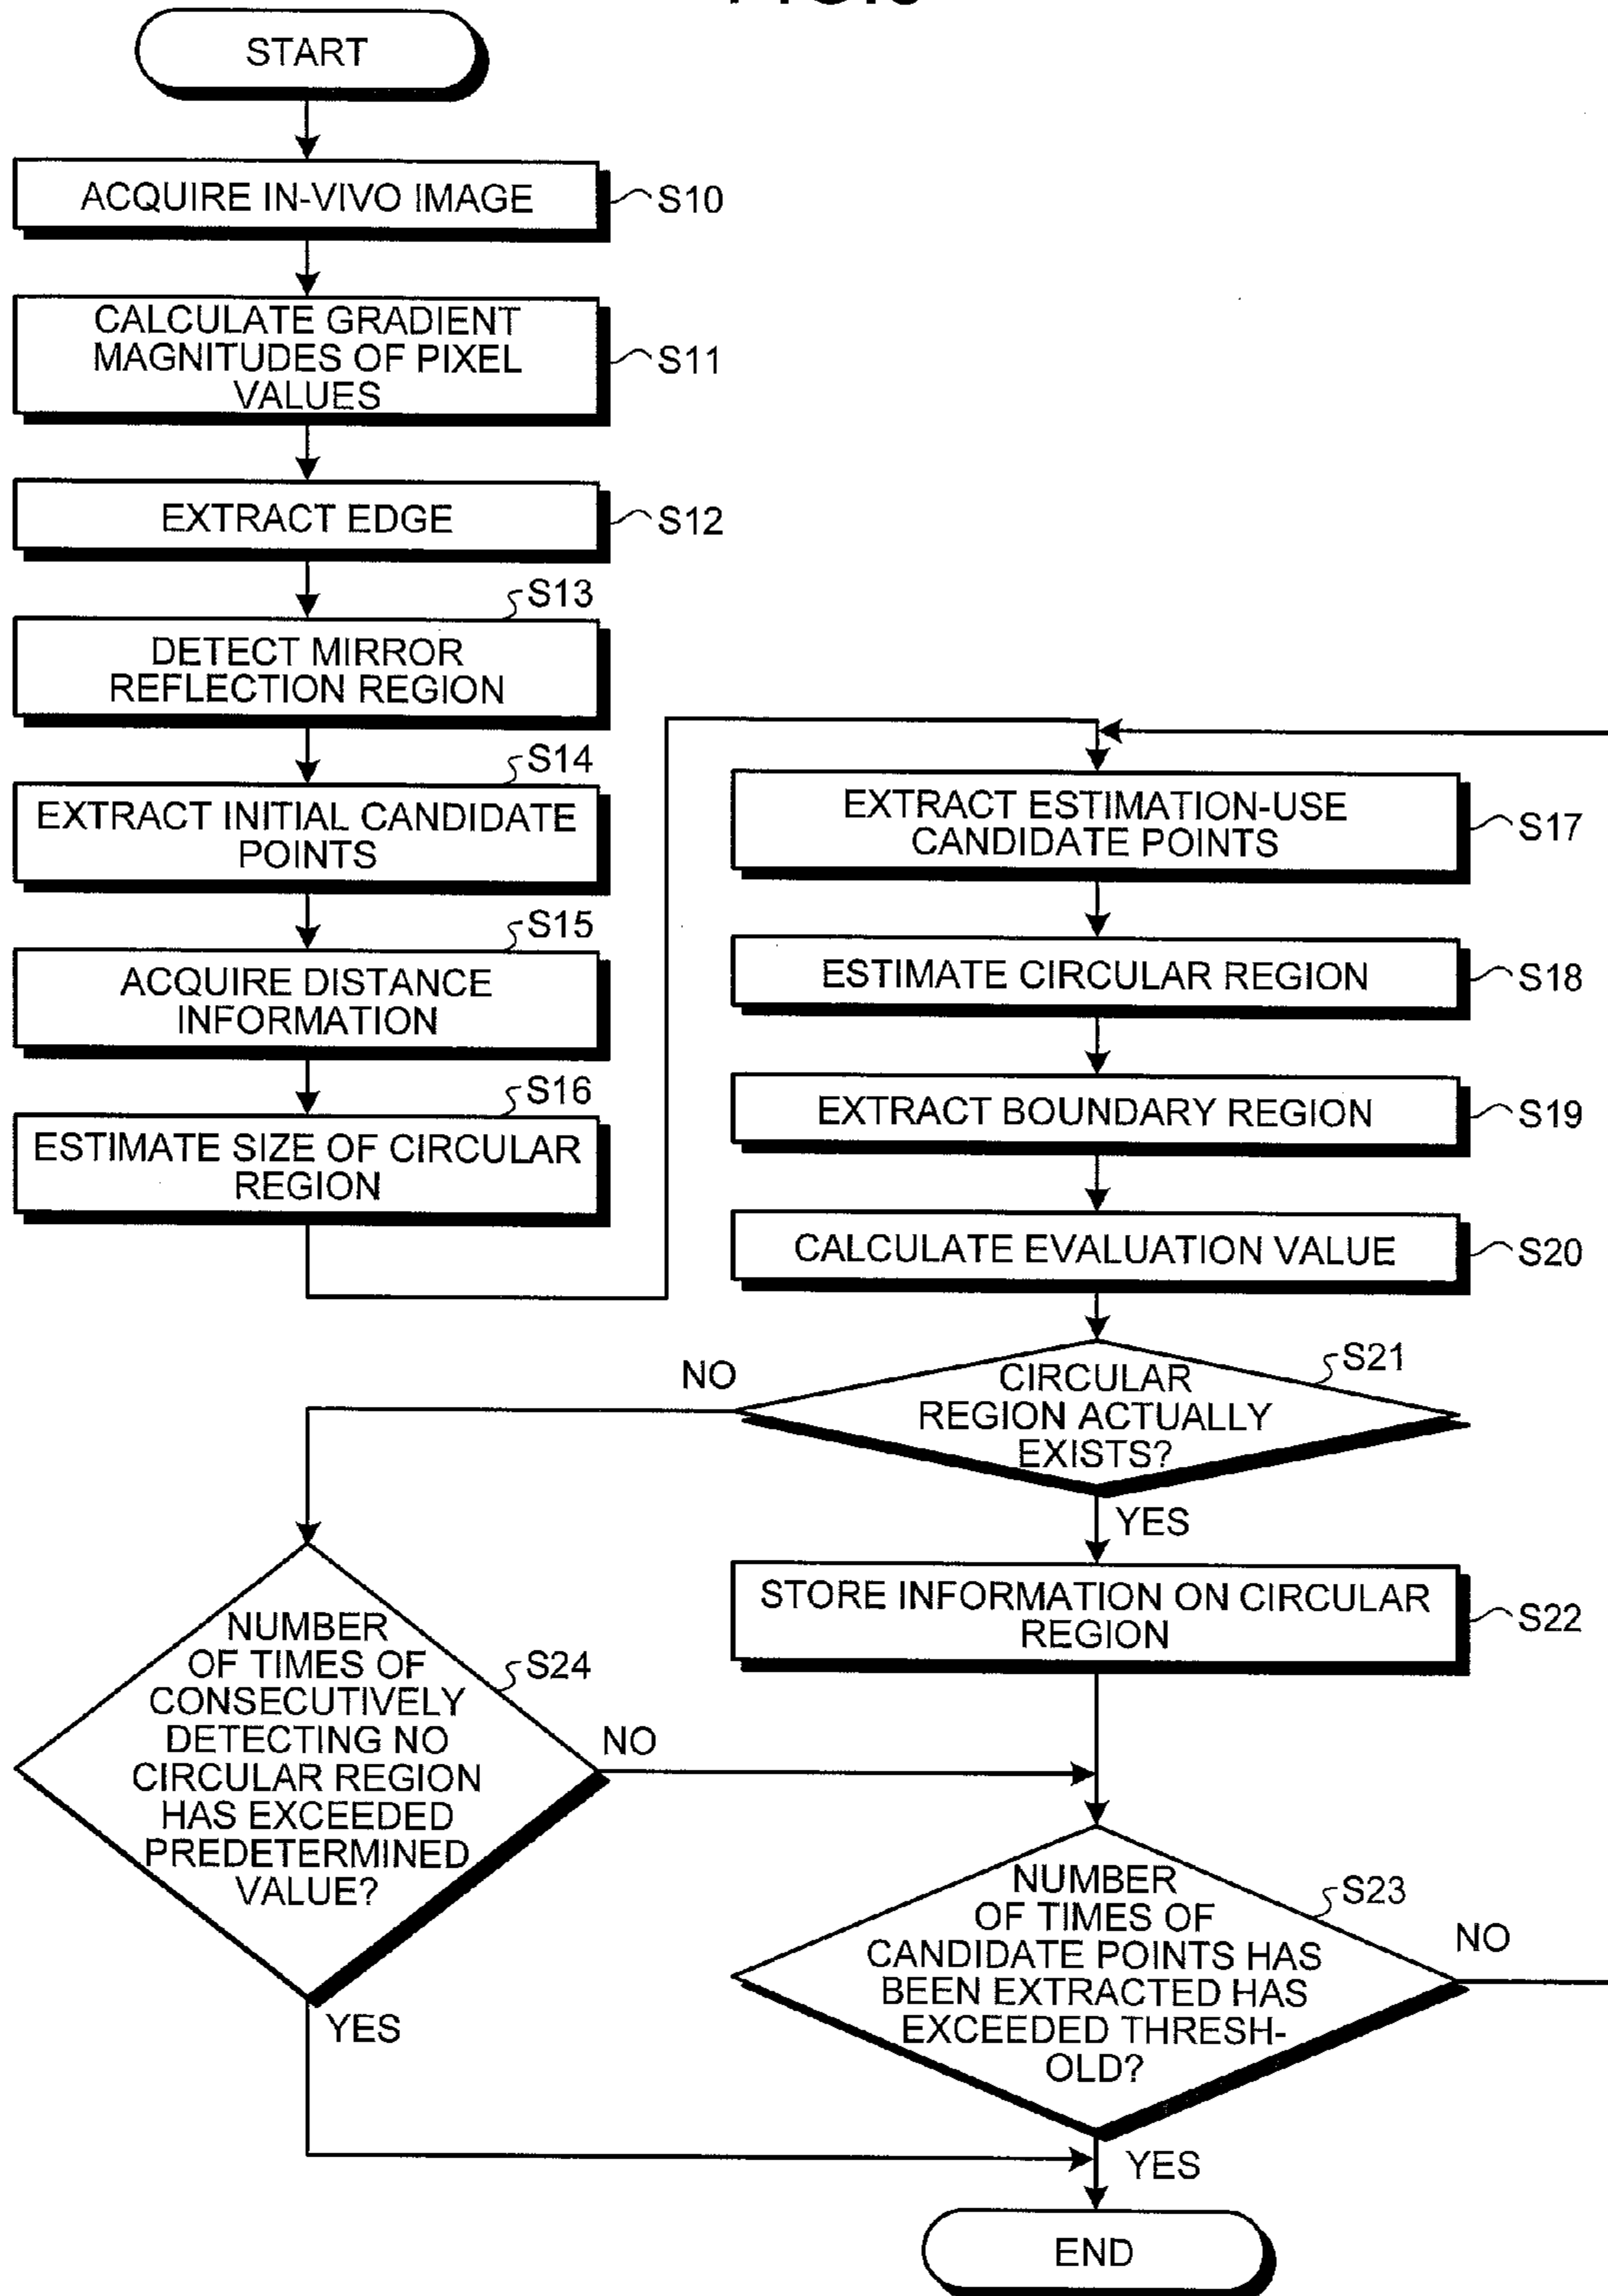 START
ACQUIRE IN-VIVO IMAGE
S10
CALCULATE GRADIENT
MAGNITUDES OF PIXEL
VALUES
S11
EXTRACT EDGE
S12
S13
DETECT MIRROR
REFLECTION REGION
S14
EXTRACT INITIAL CANDIDATE
POINTS
S15
ACQUIRE DISTANCE
INFORMATION
S16
ESTIMATE SIZE OF CIRCULAR
REGION
EXTRACT ESTIMATION-USE
CANDIDATE POINTS
S17
ESTIMATE CIRCULAR REGION
S18
EXTRACT BOUNDARY REGION
S19
CALCULATE EVALUATION VALUE
S20
S21
CIRCULAR
REGION ACTUALLY
EXISTS?
NO
YES
STORE INFORMATION ON CIRCULAR
REGION
S22
NUMBER
OF TIMES OF
CONSECUTIVELY
DETECTING NO
CIRCULAR REGION
HAS EXCEEDED
PREDETERMINED
VALUE?
S24
NO
YES
NUMBER
OF TIMES OF
CANDIDATE POINTS HAS
BEEN EXTRACTED HAS
EXCEEDED THRESH-
OLD?
S23
NO
YES
END